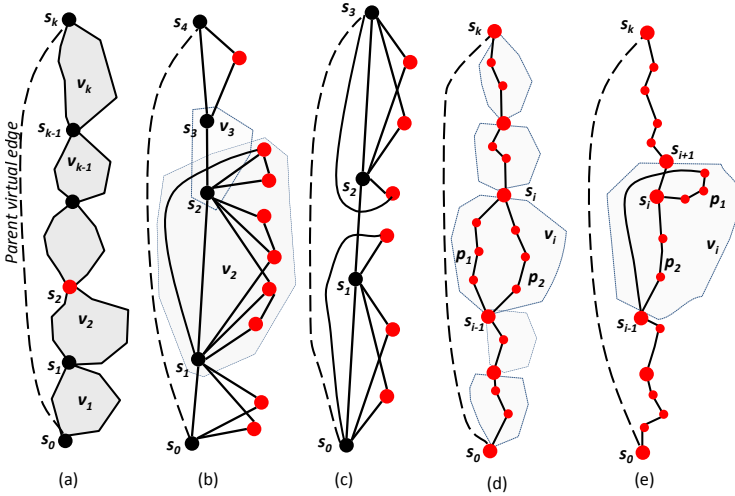 Parent virtual edge
s_k
v_k
s_{k-1}
v_{k-1}
s_2
v_2
s_1
v_1
s_0
(a)
s_4
s_3
v_3
s_2
v_2
s_1
s_0
(b)
s_3
s_2
s_1
s_0
(c)
s_k
s_i
v_i
p_1
p_2
s_{i-1}
s_0
(d)
s_k
s_{i+1}
s_i
p_1
v_i
p_2
s_{i-1}
s_0
(e)